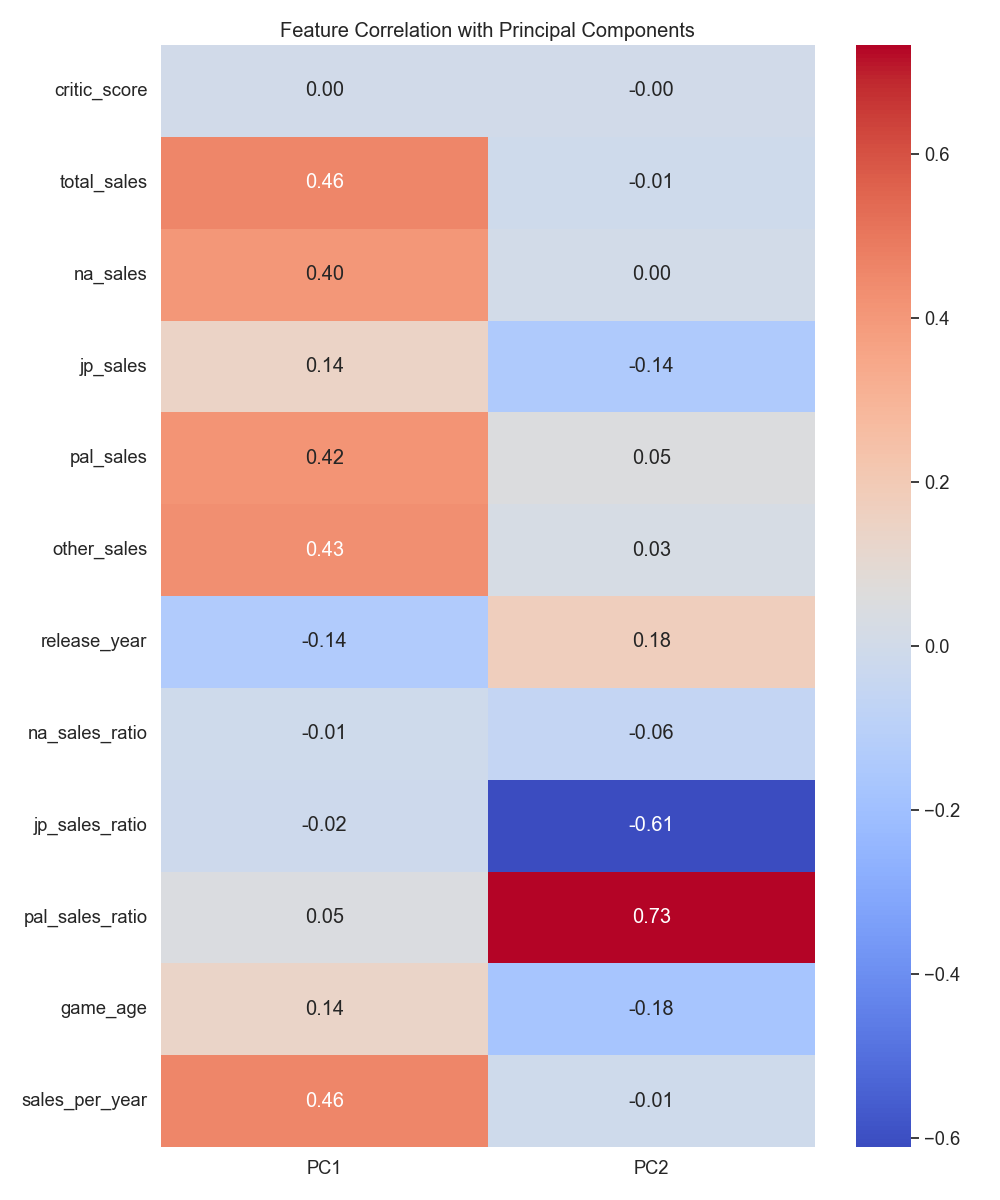 Feature Correlation with Principal Components
critic_score 0.00 -0.00
total_sales 0.46 -0.01
na_sales 0.40 0.00
jp_sales 0.14 -0.14
pal_sales 0.42 0.05
other_sales 0.43 0.03
release_year -0.14 0.18
na_sales_ratio -0.01 -0.06
jp_sales_ratio -0.02 -0.61
pal_sales_ratio 0.05 0.73
game_age 0.14 -0.18
sales_per_year 0.46 -0.01
PC1 PC2
0.6
0.4
0.2
0.0
−0.2
−0.4
−0.6